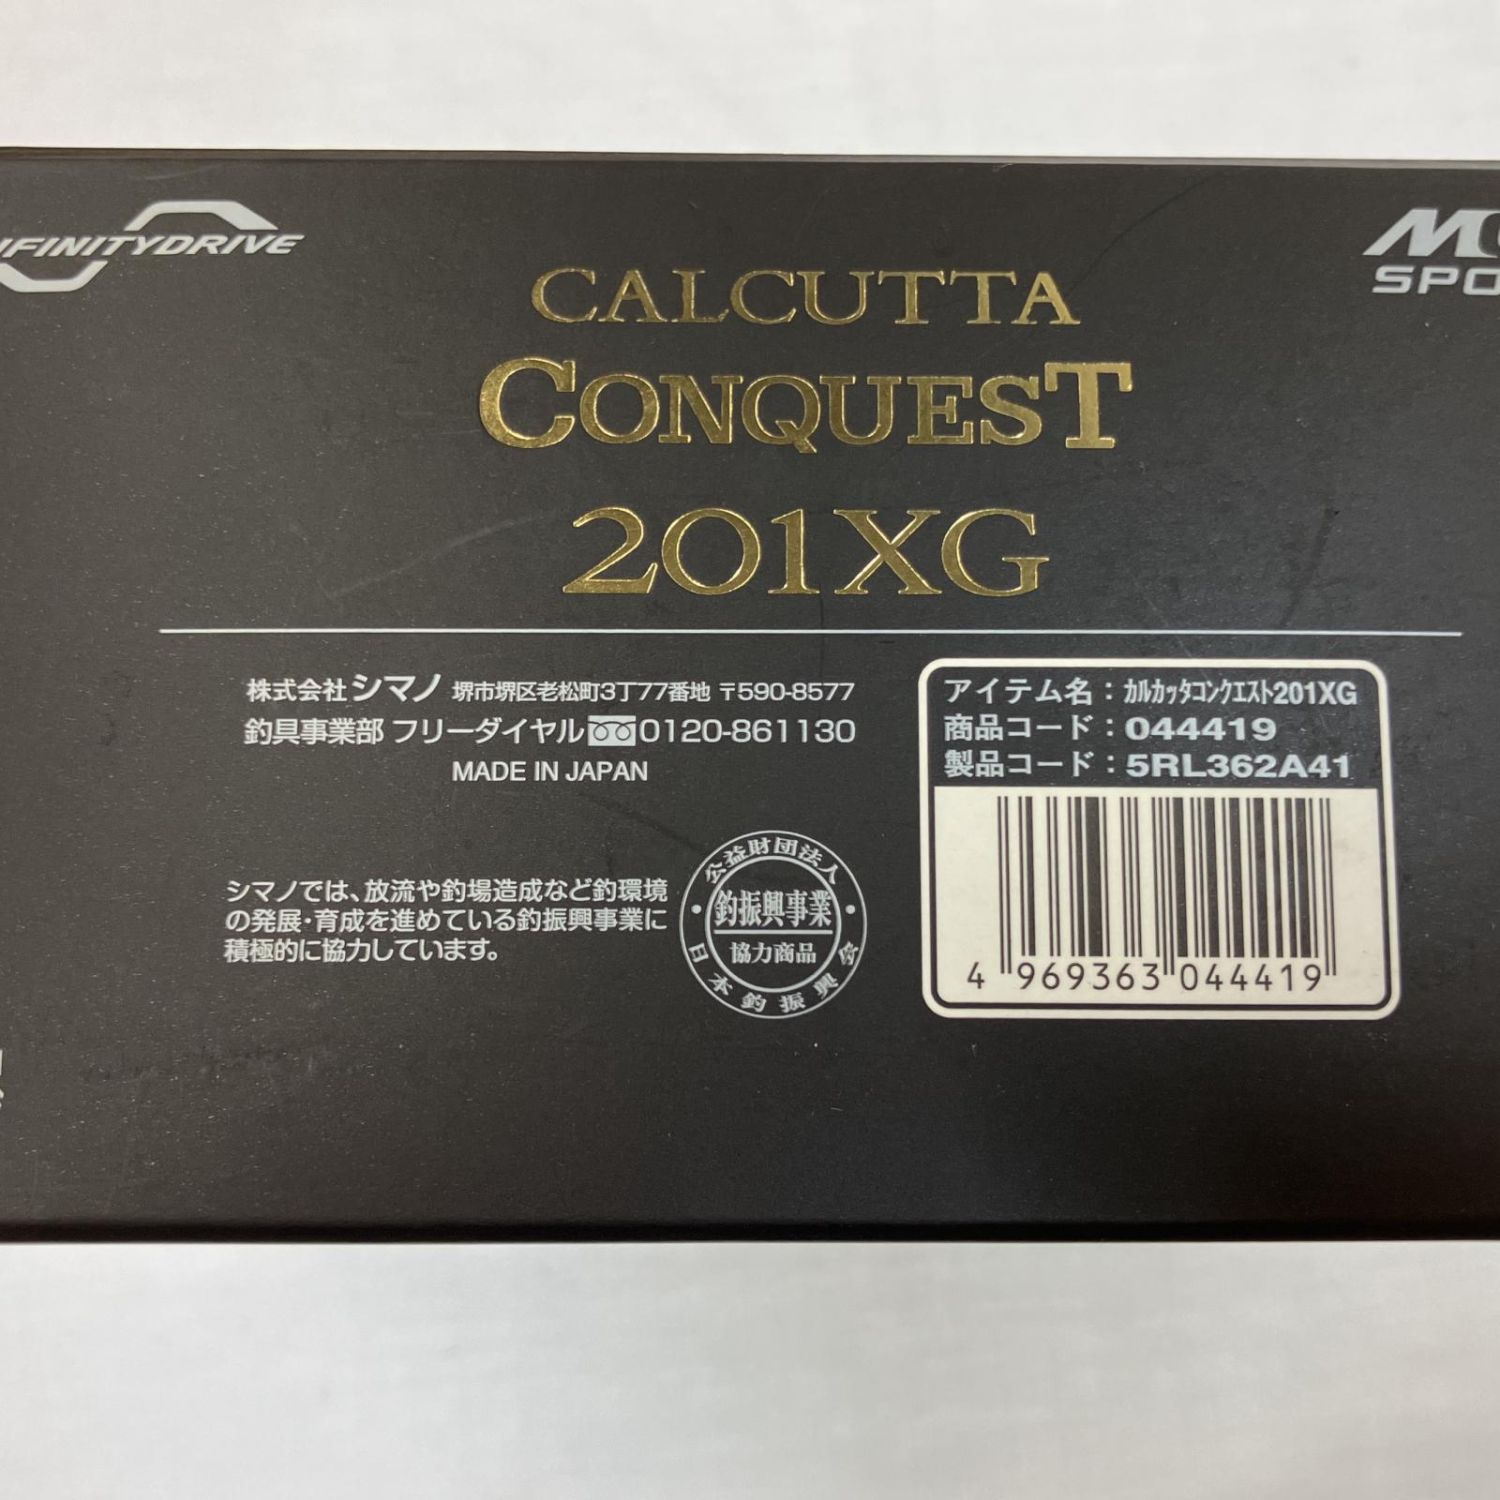 INFINITYDRIVE
CALCUTTA
CONQUEST
201XG
株式会社シマノ 堺市堺区老松町3丁77番地 〒590-8577
釣具事業部 フリーダイヤル 0120-861130
MADE IN JAPAN
アイテム名：ｶﾙｶｯﾀｺﾝｸｴｽﾄ201XG
商品コード：044419
製品コード：5RL362A41
4 969363 044419
シマノでは、放流や釣場造成など釣環境
の発展・育成を進めている釣振興事業に
積極的に協力しています。
公益財団法人
釣振興事業
協力商品
日本釣振興会